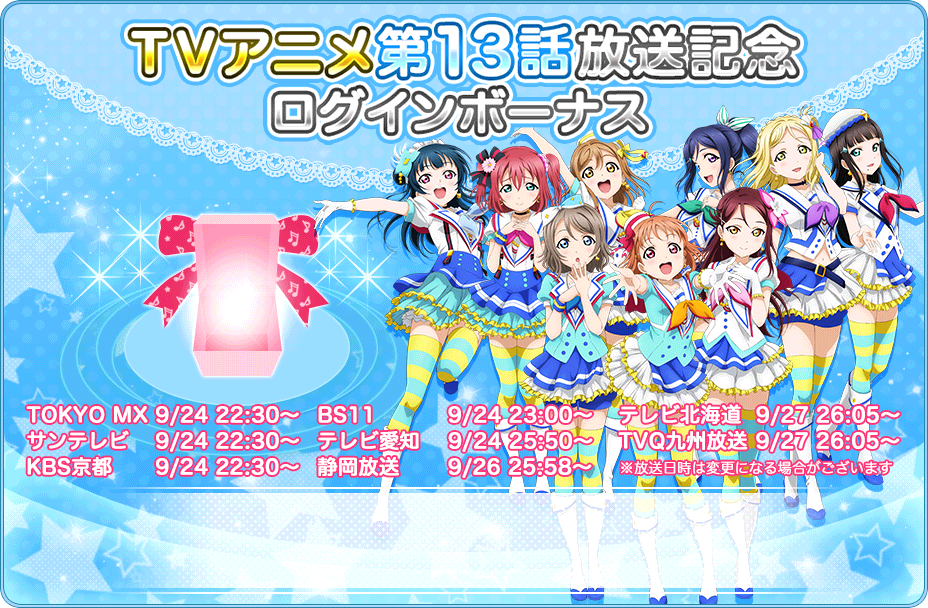 TVアニメ第13話放送記念
ログインボーナス
TOKYO MX 9/24 22:30～ BS11 9/24 23:00～ テレビ北海道 9/27 26:05～
サンテレビ 9/24 22:30～ テレビ愛知 9/24 25:50～ TVQ九州放送 9/27 26:05～
KBS京都 9/24 22:30～ 静岡放送 9/26 25:58～ ※放送日時は変更になる場合がございます